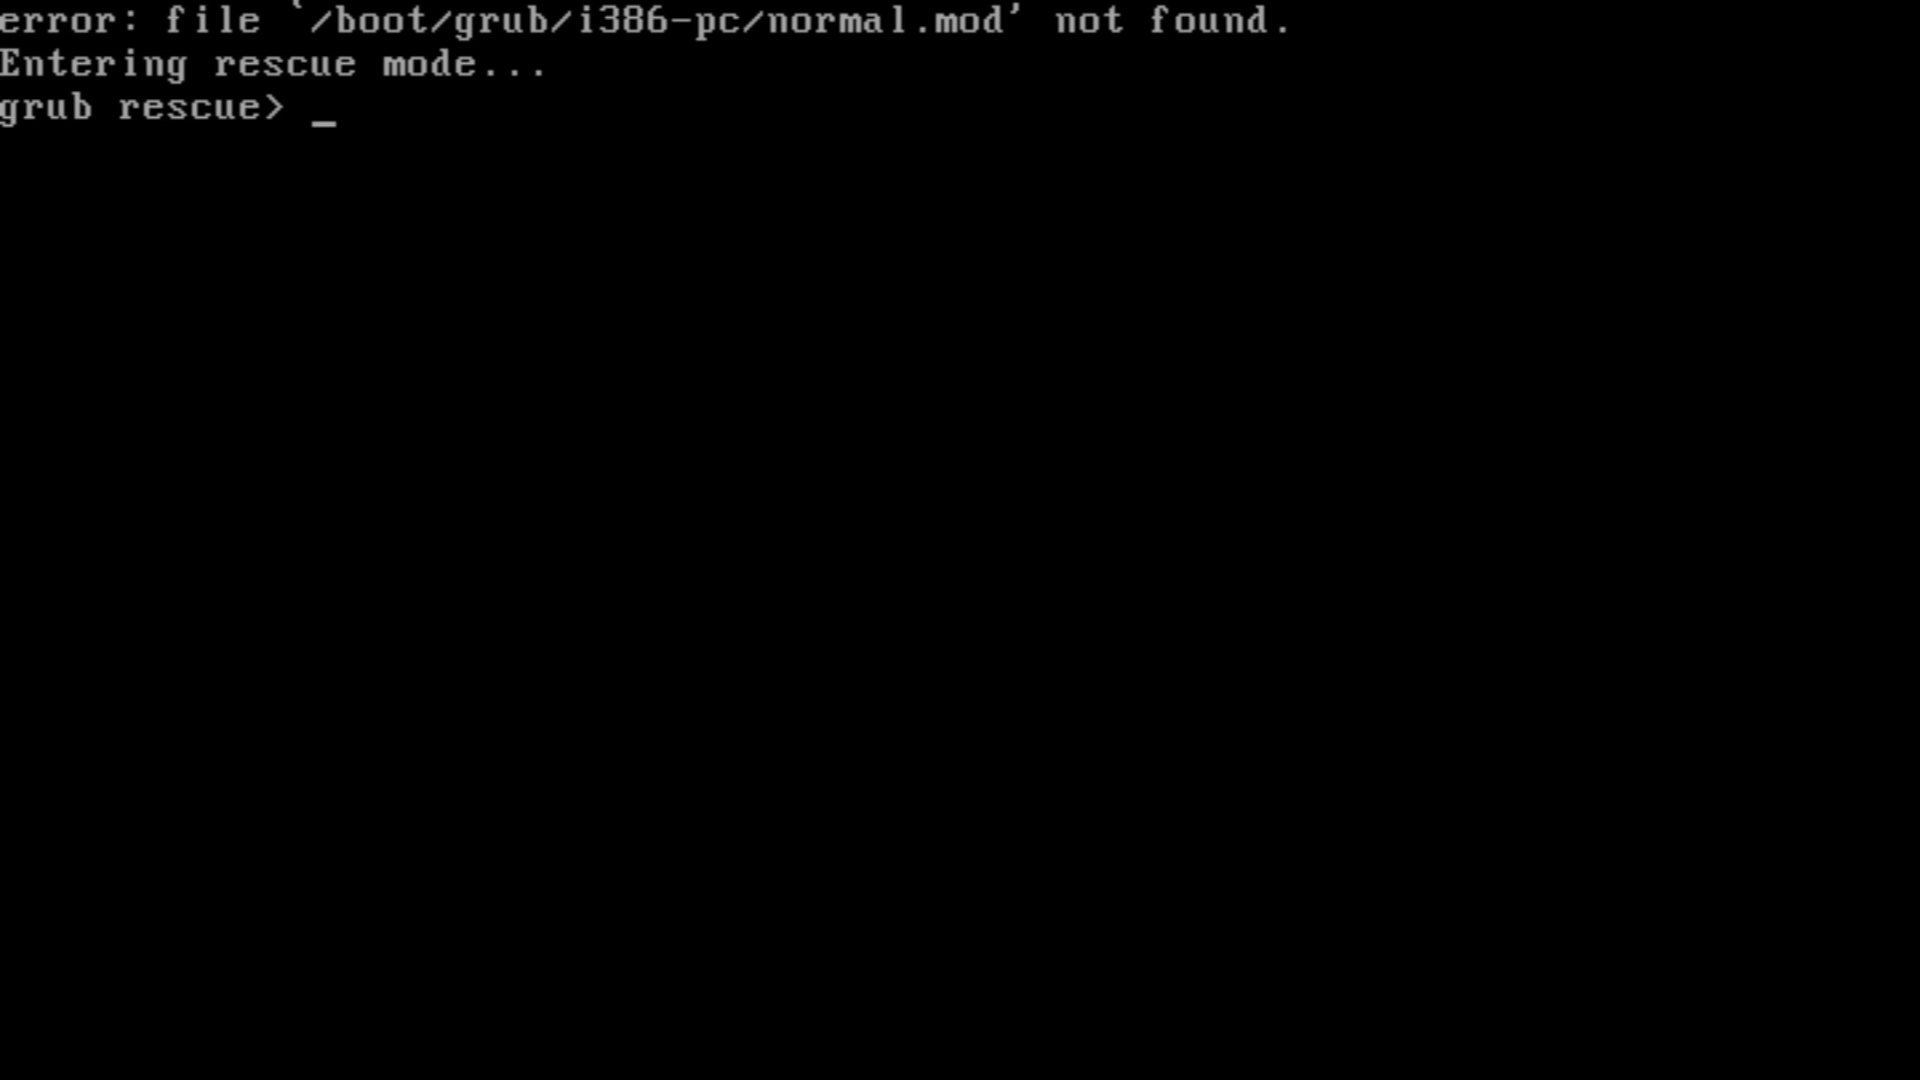 error: file `/boot/grub/i386-pc/normal.mod' not found.
Entering rescue mode...
grub rescue> _